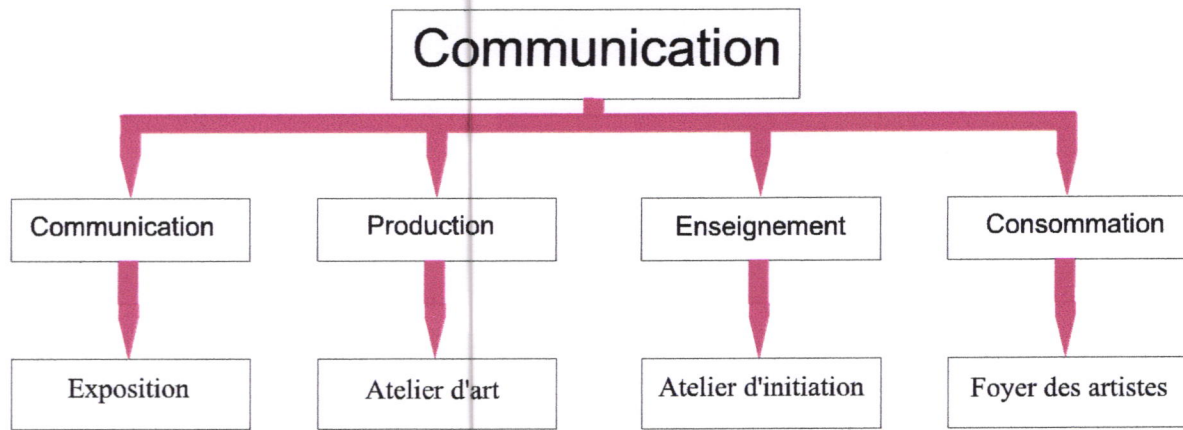 Communication
Communication
Production
Enseignement
Consommation
Exposition
Atelier d'art
Atelier d'initiation
Foyer des artistes